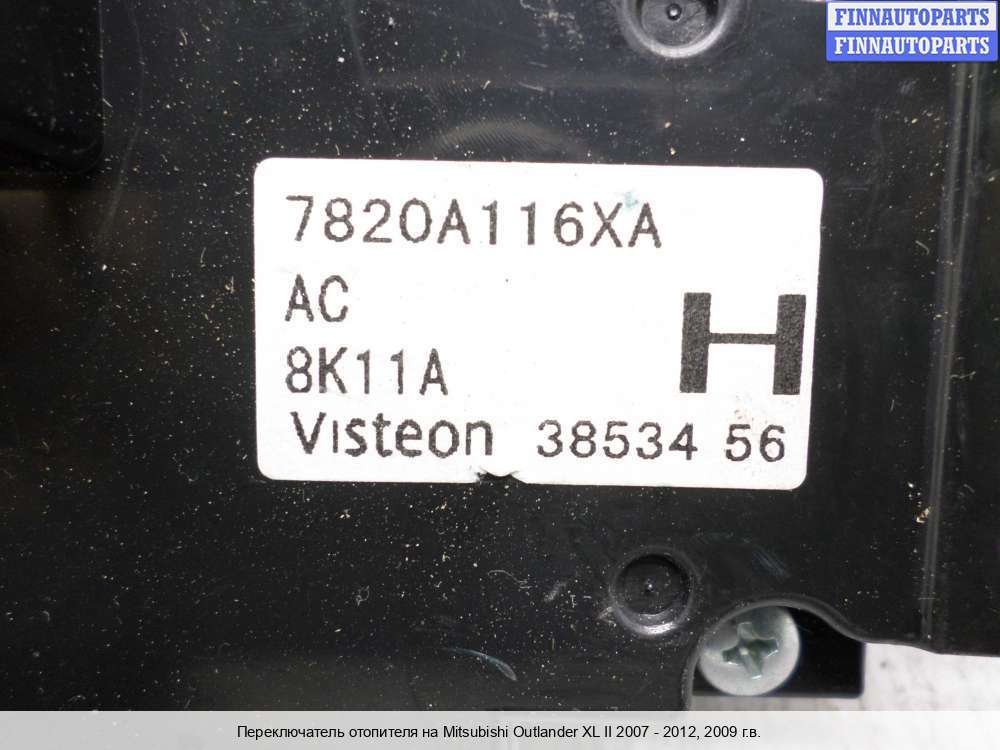 FINNAUTOPARTS
FINNAUTOPARTS
7820A116XA
AC
8K11A
H
Visteon 38534 56
Переключатель отопителя на Mitsubishi Outlander XL II 2007 - 2012, 2009 г.в.